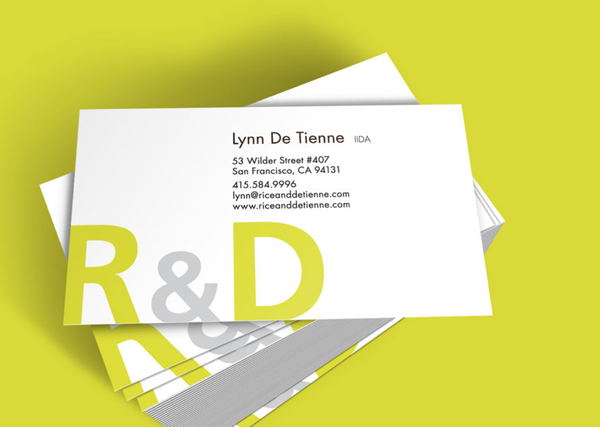 Lynn De Tienne IIDA
53 Wilder Street #407
San Francisco, CA 94131
415.584.9996
lynn@riceanddetienne.com
www.riceanddetienne.com
R&D